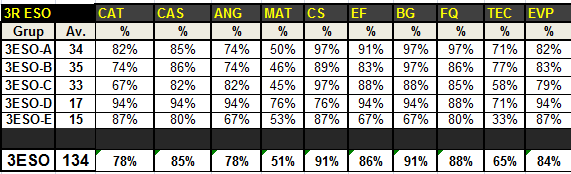 3R ESO CAT CAS ANG MAT CS EF BG FQ TEC EVP
Grup Av. % % % % % % % % % %
3ESO-A 34 82% 85% 74% 50% 97% 91% 97% 97% 71% 82%
3ESO-B 35 74% 86% 74% 46% 89% 83% 97% 86% 77% 83%
3ESO-C 33 67% 82% 82% 45% 97% 88% 88% 85% 58% 79%
3ESO-D 17 94% 94% 94% 76% 76% 94% 94% 88% 71% 94%
3ESO-E 15 87% 80% 67% 53% 87% 67% 67% 80% 33% 87%
3ESO 134 78% 85% 78% 51% 91% 86% 91% 88% 65% 84%